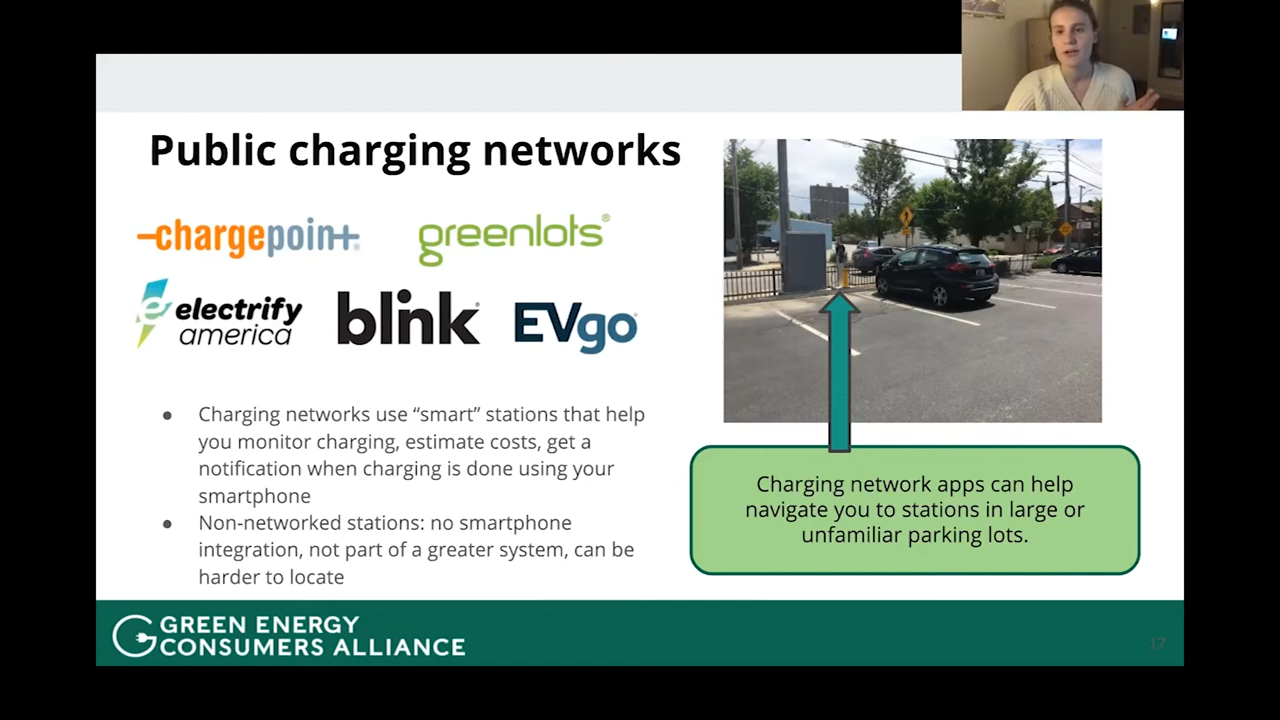 Public charging networks
-chargepoin+
greenlots®
electrify
america
blink
EVgo
● Charging networks use “smart” stations that help
you monitor charging, estimate costs, get a
notification when charging is done using your
smartphone
● Non-networked stations: no smartphone
integration, not part of a greater system, can be
harder to locate
Charging network apps can help
navigate you to stations in large or
unfamiliar parking lots.
GREEN ENERGY
CONSUMERS ALLIANCE
17